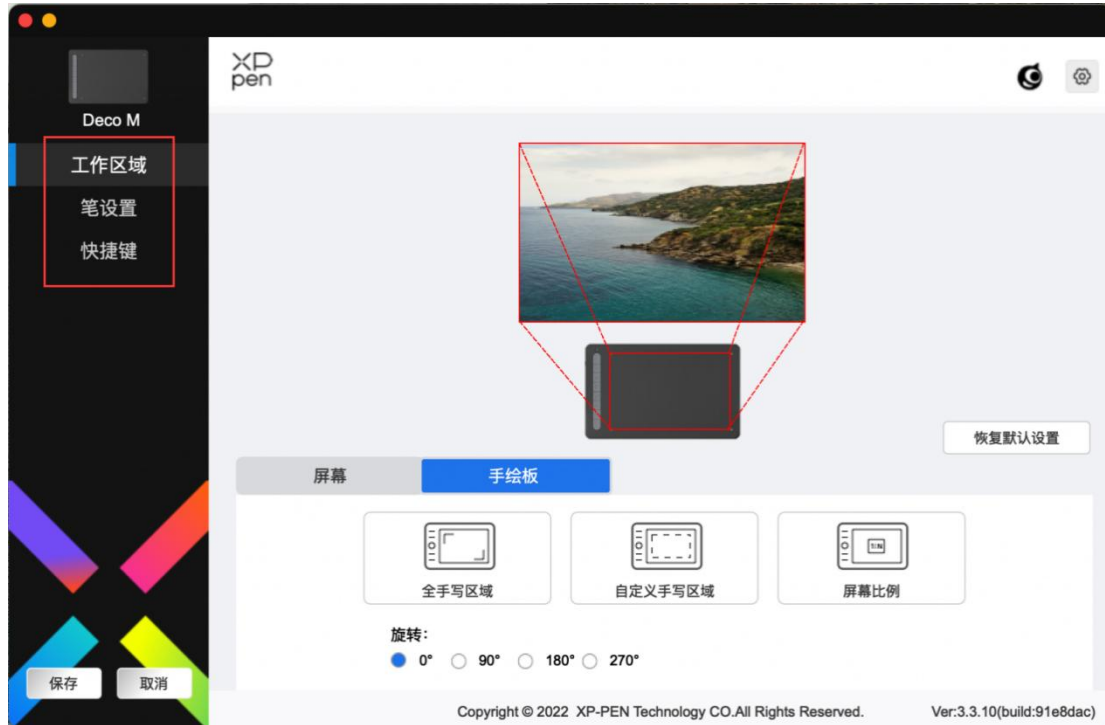 XP
pen
Deco M
工作区域
笔设置
快捷键
恢复默认设置
屏幕
手绘板
全手写区域
自定义手写区域
1:N
屏幕比例
旋转:
0° 90° 180° 270°
保存 取消
Copyright © 2022 XP-PEN Technology CO.All Rights Reserved. Ver:3.3.10(build:91e8dac)